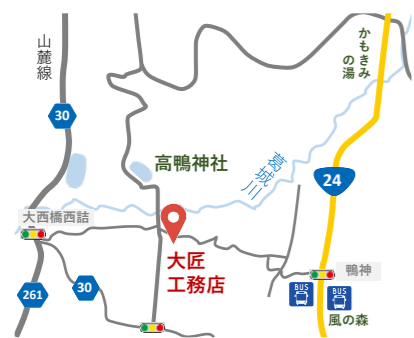 山麓線
かもきみ
の湯
30
高鴨神社
葛城川
24
大西橋西詰
大匠
工務店
鴨神
261
30
BUS
BUS
風の森